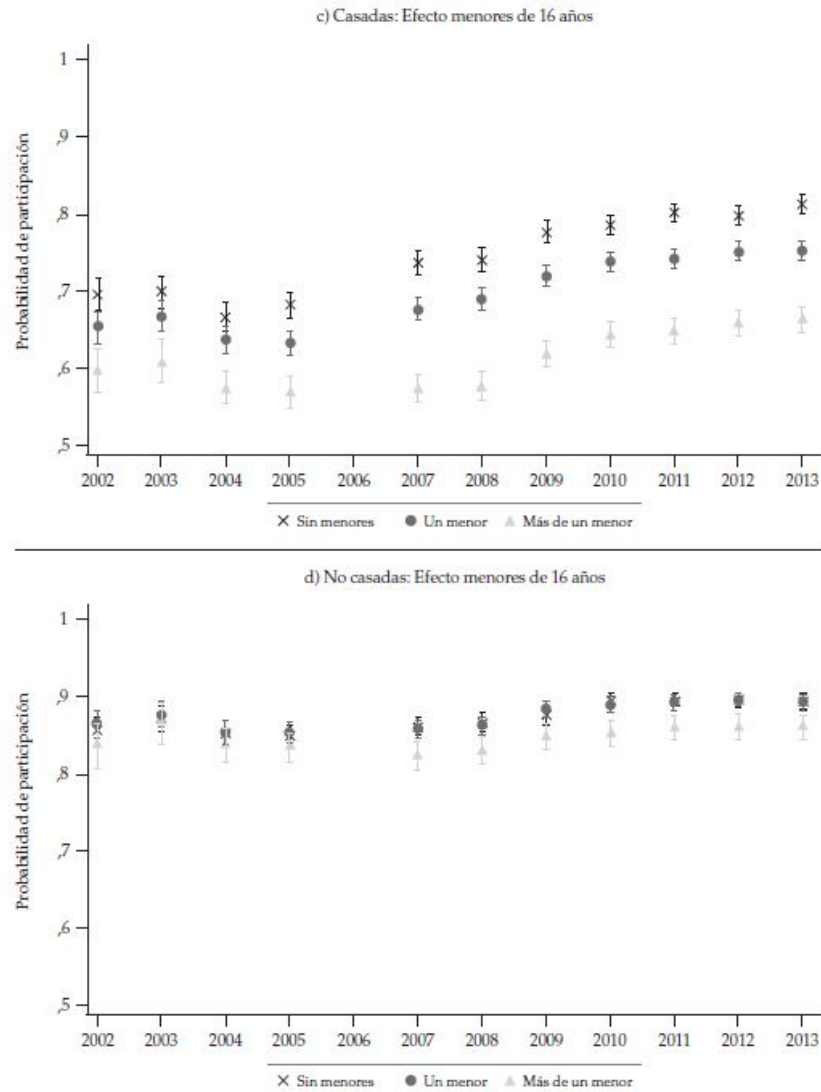 c) Casadas: Efecto menores de 16 años
Probabilidad de participación
1
,9
,8
,7
,6
,5
2002 2003 2004 2005 2006 2007 2008 2009 2010 2011 2012 2013
× Sin menores ● Un menor ▲ Más de un menor
d) No casadas: Efecto menores de 16 años
Probabilidad de participación
1
,9
,8
,7
,6
,5
2002 2003 2004 2005 2006 2007 2008 2009 2010 2011 2012 2013
× Sin menores ● Un menor ▲ Más de un menor